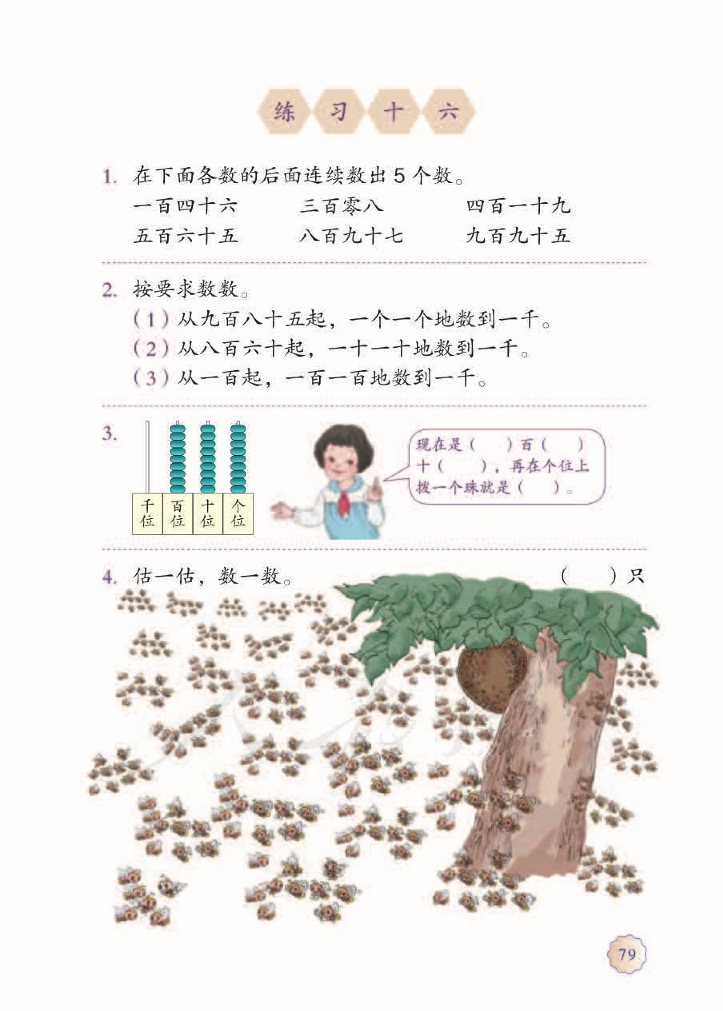 练习十六
1. 在下面各数的后面连续数出5个数。
一百四十六 三百零八 四百一十九
五百六十五 八百九十七 九百九十五
2. 按要求数数。
(1) 从九百八十五起，一个一个地数到一千。
(2) 从八百六十起，一十一十地数到一千。
(3) 从一百起，一百一百地数到一千。
3.
千位 百位 十位 个位
现在是（ ）百（ ）
十（ ），再在个位上
拨一个珠就是（ ）。
4. 估一估，数一数。 （ ）只
79